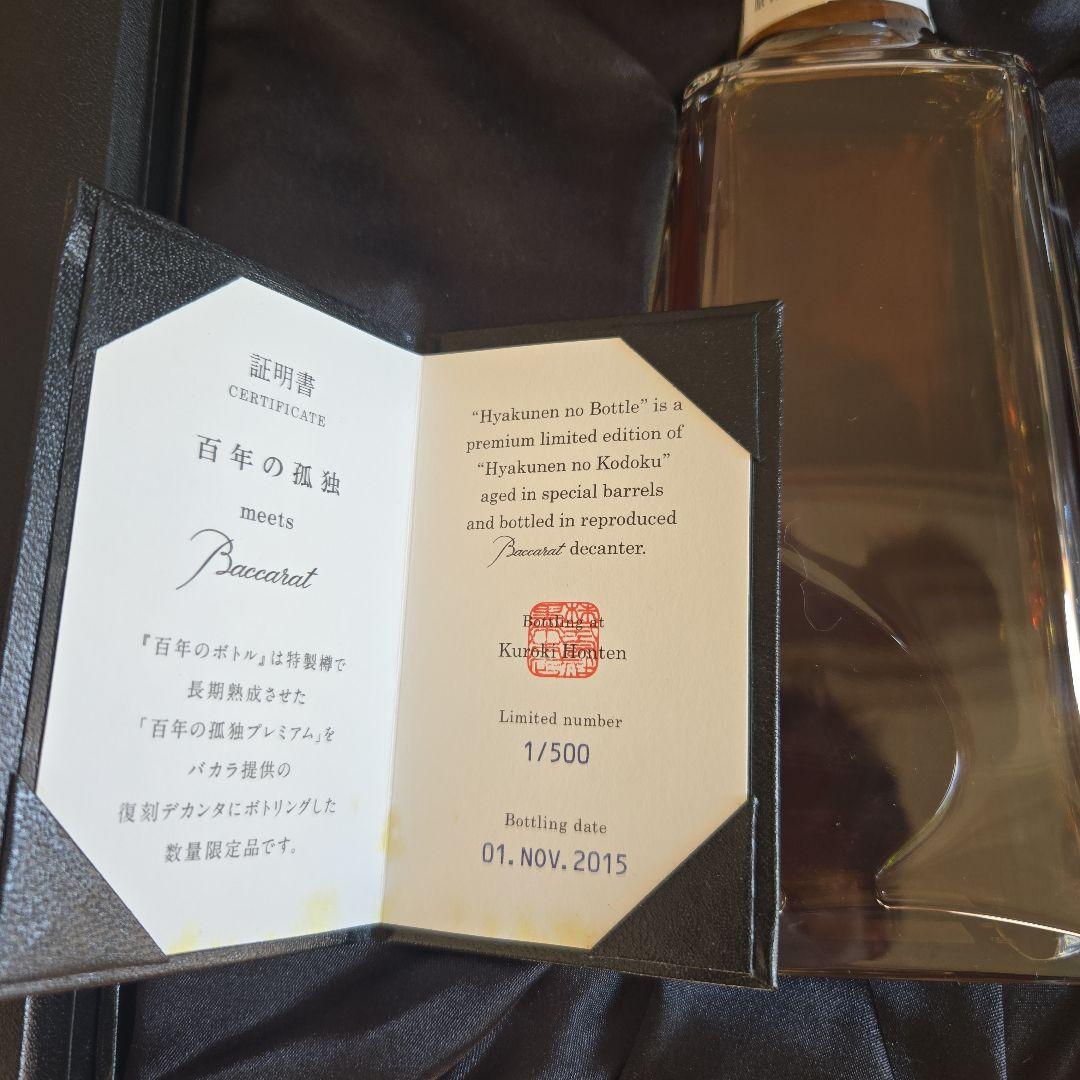 証明書
CERTIFICATE
百年の孤独
meets
Baccarat
『百年のボトル』は特製樽で
長期熟成させた
「百年の孤独プレミアム」を
バカラ提供の
復刻デカンタにボトリングした
数量限定品です。
“Hyakunen no Bottle” is a
premium limited edition of
“Hyakunen no Kodoku”
aged in special barrels
and bottled in reproduced
Baccarat decanter.
Bottling at
Kuroki Honten
Limited number
1/500
Bottling date
01.NOV.2015